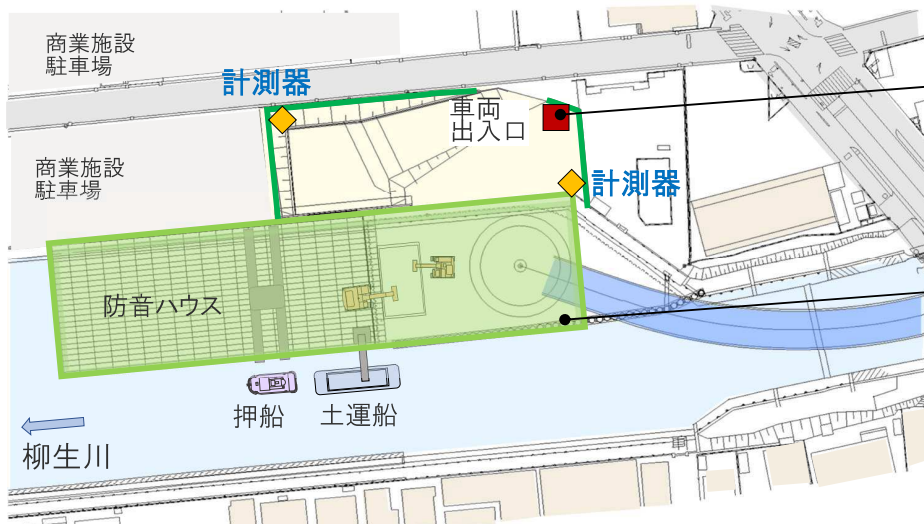 商業施設
駐車場
計測器
車両
出入口
商業施設
駐車場
計測器
防音ハウス
押船
土運船
柳生川